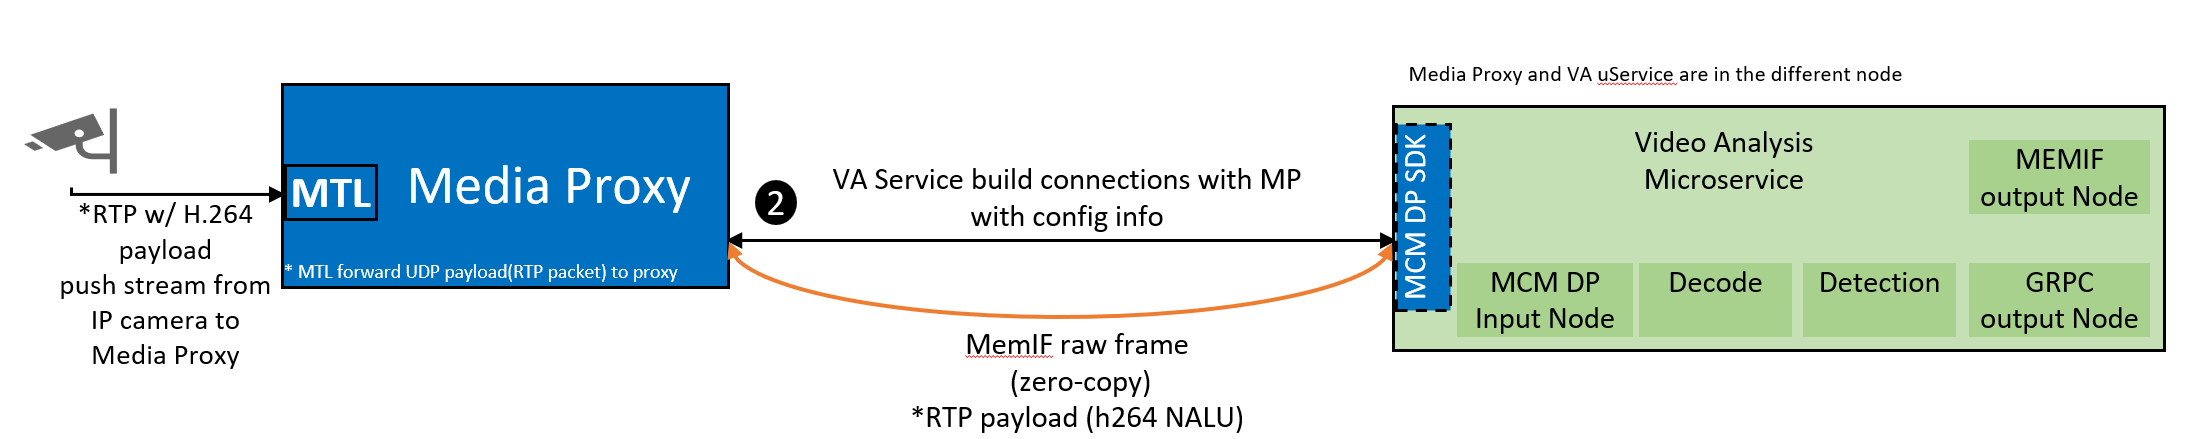 Media Proxy and VA uService are in the different node
*RTP w/ H.264
payload
push stream from
IP camera to
Media Proxy
MTL
Media Proxy
* MTL forward UDP payload(RTP packet) to proxy
2
VA Service build connections with MP
with config info
MemIF raw frame
(zero-copy)
*RTP payload (h264 NALU)
MCM DP SDK
Video Analysis
Microservice
MEMIF
output Node
MCM DP
Input Node
Decode
Detection
GRPC
output Node